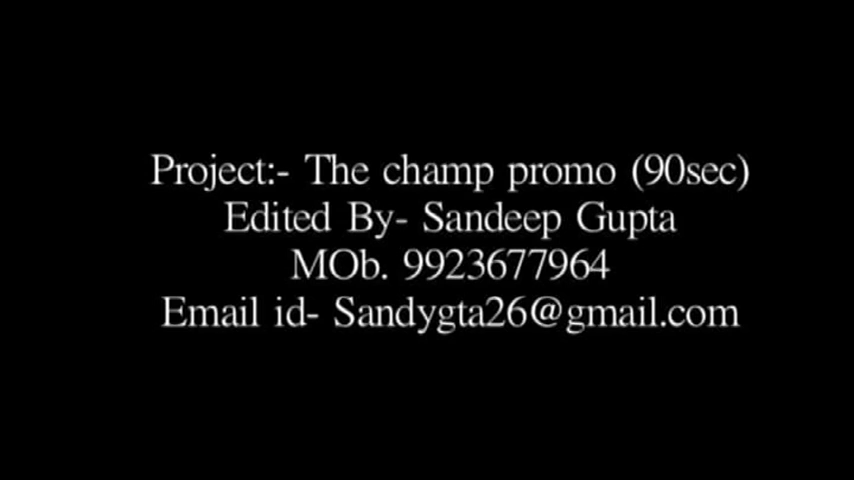 Project:- The champ promo (90sec)
Edited By- Sandeep Gupta
MOb. 9923677964
Email id- Sandygta26@gmail.com